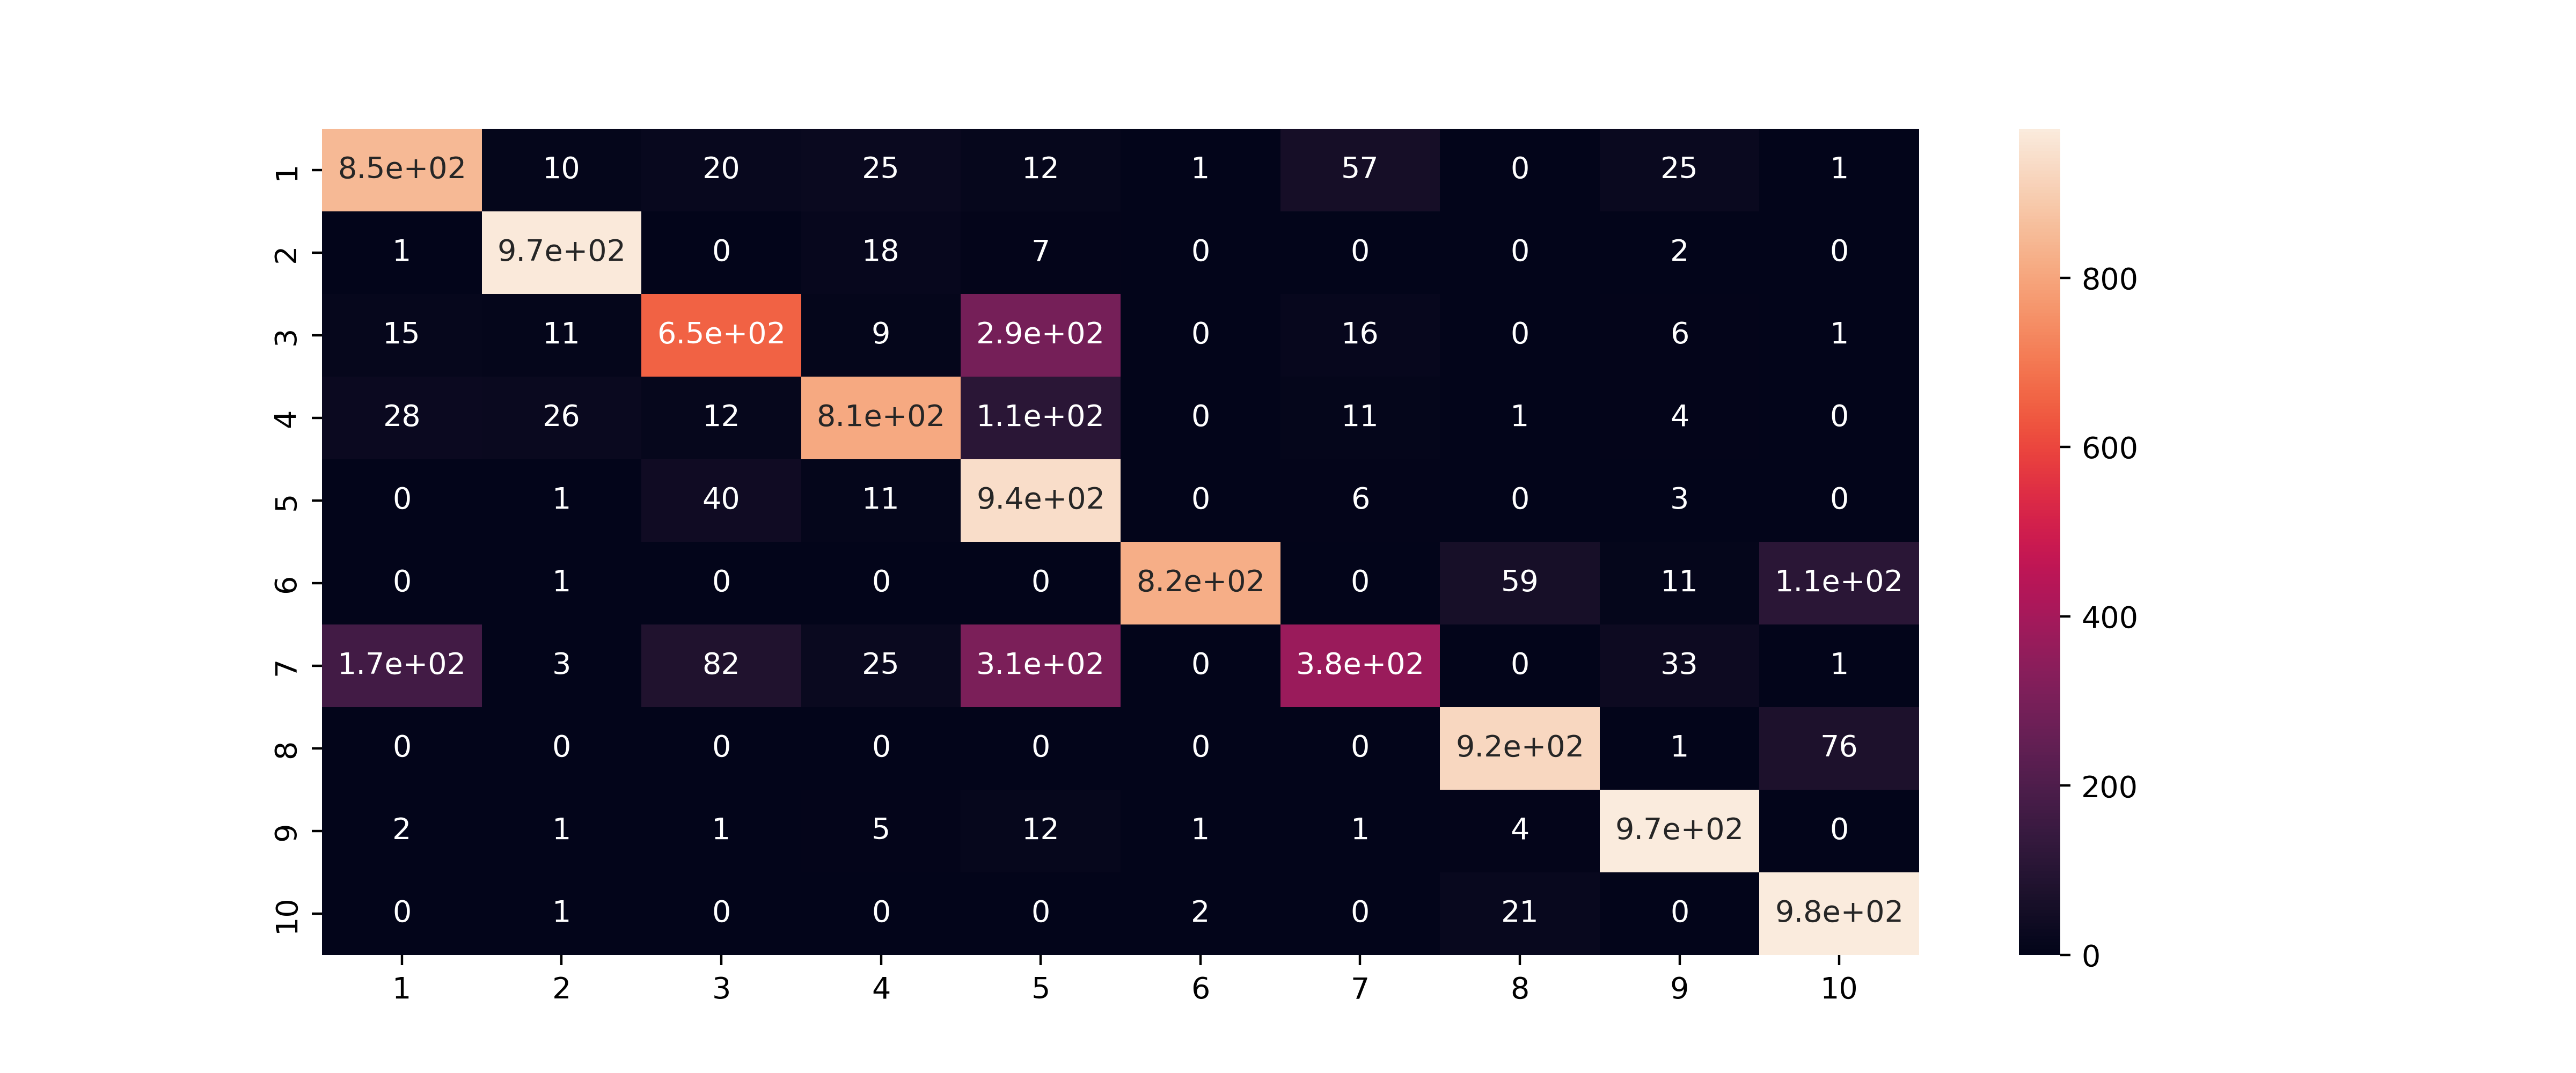 1 8.5e+02 10 20 25 12 1 57 0 25 1
2 1 9.7e+02 0 18 7 0 0 0 2 0
800
3 15 11 6.5e+02 9 2.9e+02 0 16 0 6 1
4 28 26 12 8.1e+02 1.1e+02 0 11 1 4 0
600
5 0 1 40 11 9.4e+02 0 6 0 3 0
6 0 1 0 0 0 8.2e+02 0 59 11 1.1e+02
400
7 1.7e+02 3 82 25 3.1e+02 0 3.8e+02 0 33 1
8 0 0 0 0 0 0 0 9.2e+02 1 76
200
9 2 1 1 5 12 1 1 4 9.7e+02 0
10 0 1 0 0 0 2 0 21 0 9.8e+02
0
1 2 3 4 5 6 7 8 9 10